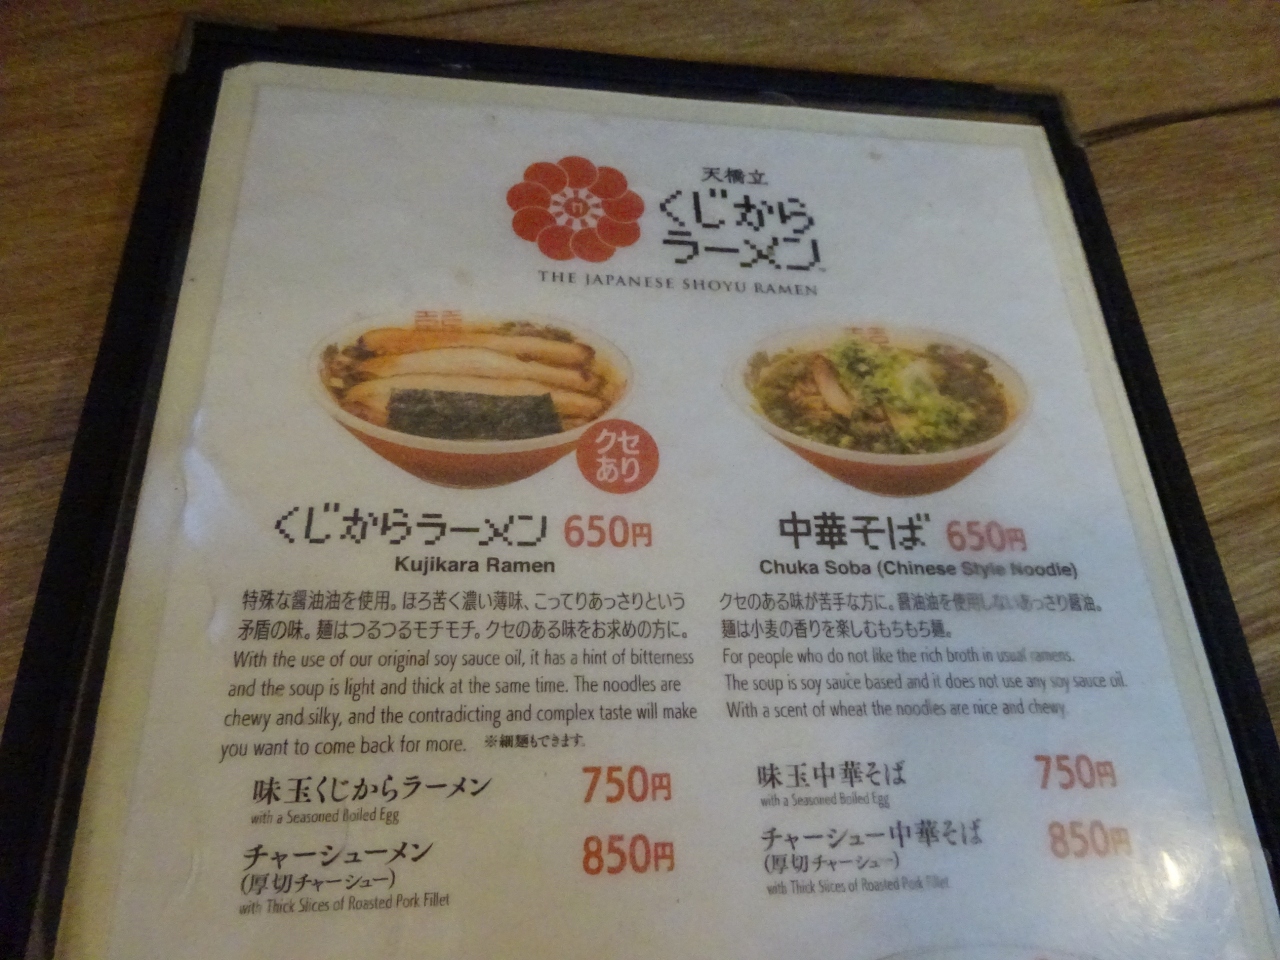 天橋立
くじから
ラーメン
THE JAPANESE SHOYU RAMEN
クセ
あり
くじからラーメン 650円
Kujikara Ramen
特殊な醤油油を使用。ほろ苦く濃い薄味、こってりあっさりという
矛盾の味。麺はつるつるモチモチ。クセのある味をお求めの方に。
With the use of our original soy sauce oil, it has a hint of bitterness
and the soup is light and thick at the same time. The noodles are
chewy and silky, and the contradicting and complex taste will make
you want to come back for more. ※細麺もできます。
味玉くじからラーメン 750円
with a Seasoned Boiled Egg
チャーシューメン 850円
(厚切チャーシュー)
with Thick Slices of Roasted Pork Fillet
中華そば 650円
Chuka Soba (Chinese Style Noodle)
クセのある味が苦手な方に。醤油油を使用しないあっさり醤油。
麺は小麦の香りを楽しむもちもち麺。
For people who do not like the rich broth in usual ramens.
The soup is soy sauce based and it does not use any soy sauce oil.
With a scent of wheat the noodles are nice and chewy.
味玉中華そば 750円
with a Seasoned Boiled Egg
チャーシュー中華そば 850円
(厚切チャーシュー)
with Thick Slices of Roasted Pork Fillet